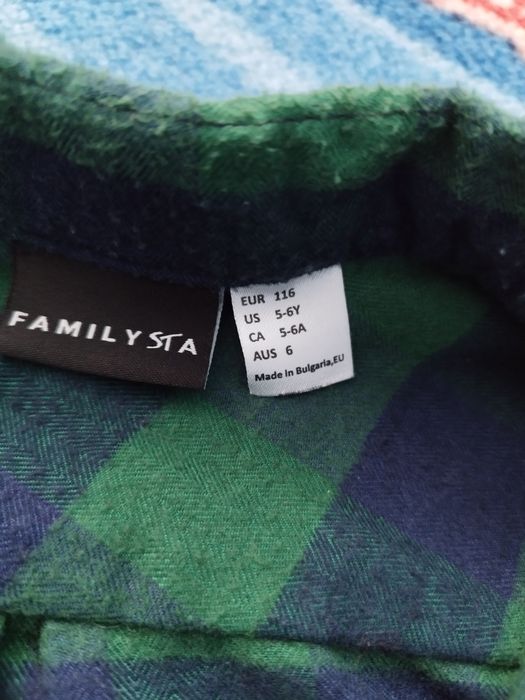 FAMILYSTA
EUR 116
US 5-6Y
CA 5-6A
AUS 6
Made in Bulgaria,EU